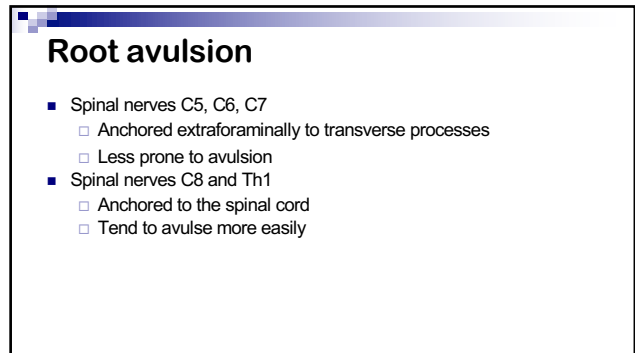 Root avulsion
Spinal nerves C5, C6, C7
Anchored extraforaminally to transverse processes
Less prone to avulsion
Spinal nerves C8 and Th1
Anchored to the spinal cord
Tend to avulse more easily